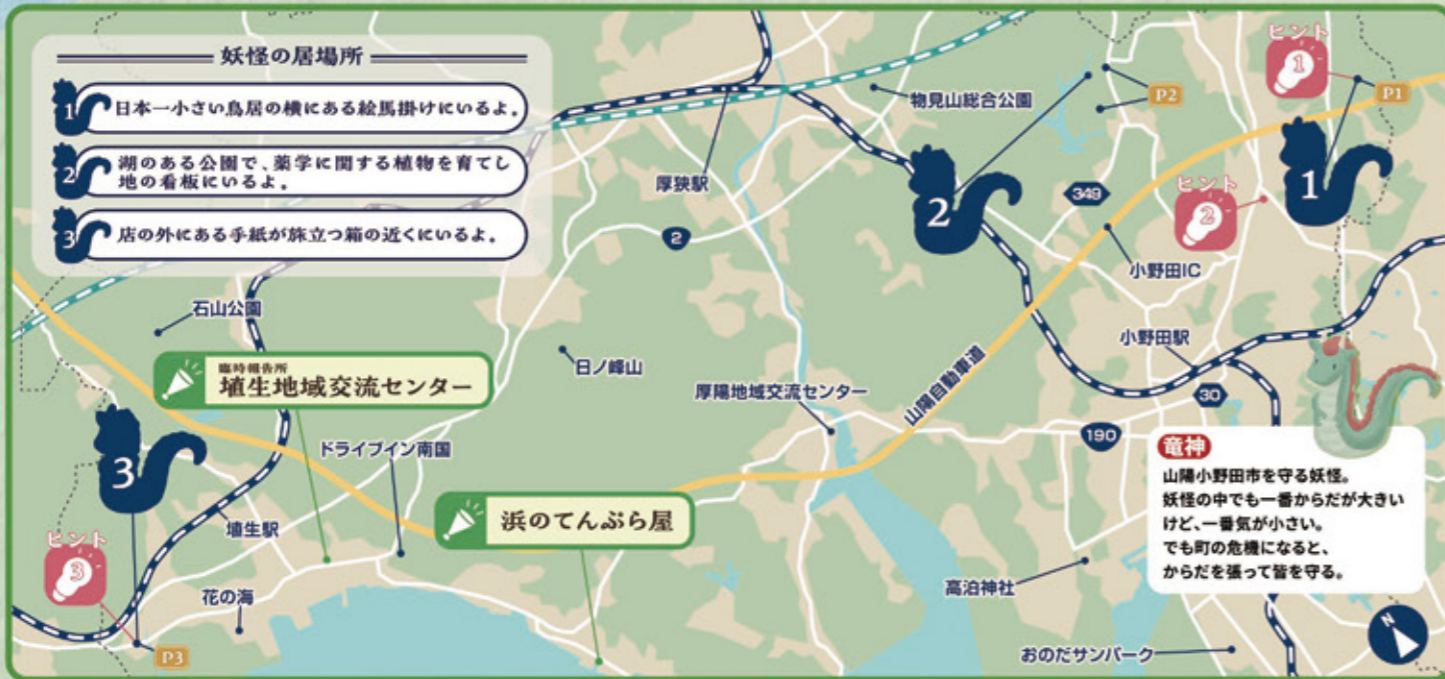 妖怪の居場所
1 日本一小さい鳥居の横にある絵馬掛けにいるよ。
2 湖のある公園で、薬学に関する植物を育てし
地の看板にいるよ。
3 店の外にある手紙が旅立つ箱の近くにいるよ。
ヒント
1
P1
P2
物見山総合公園
厚狭駅
2
349
ヒント
2
1
2
小野田IC
石山公園
小野田駅
臨時報告所
埴生地域交流センター
日ノ峰山
厚陽地域交流センター
山陽自動車道
30
190
3
ドライブイン南国
浜のてんぷら屋
埴生駅
ヒント
3
花の海
P3
高泊神社
おのだサンパーク
竜神
山陽小野田市を守る妖怪。
妖怪の中でも一番からだが大きい
けど、一番気が小さい。
でも町の危機になると、
からだを張って皆を守る。
N